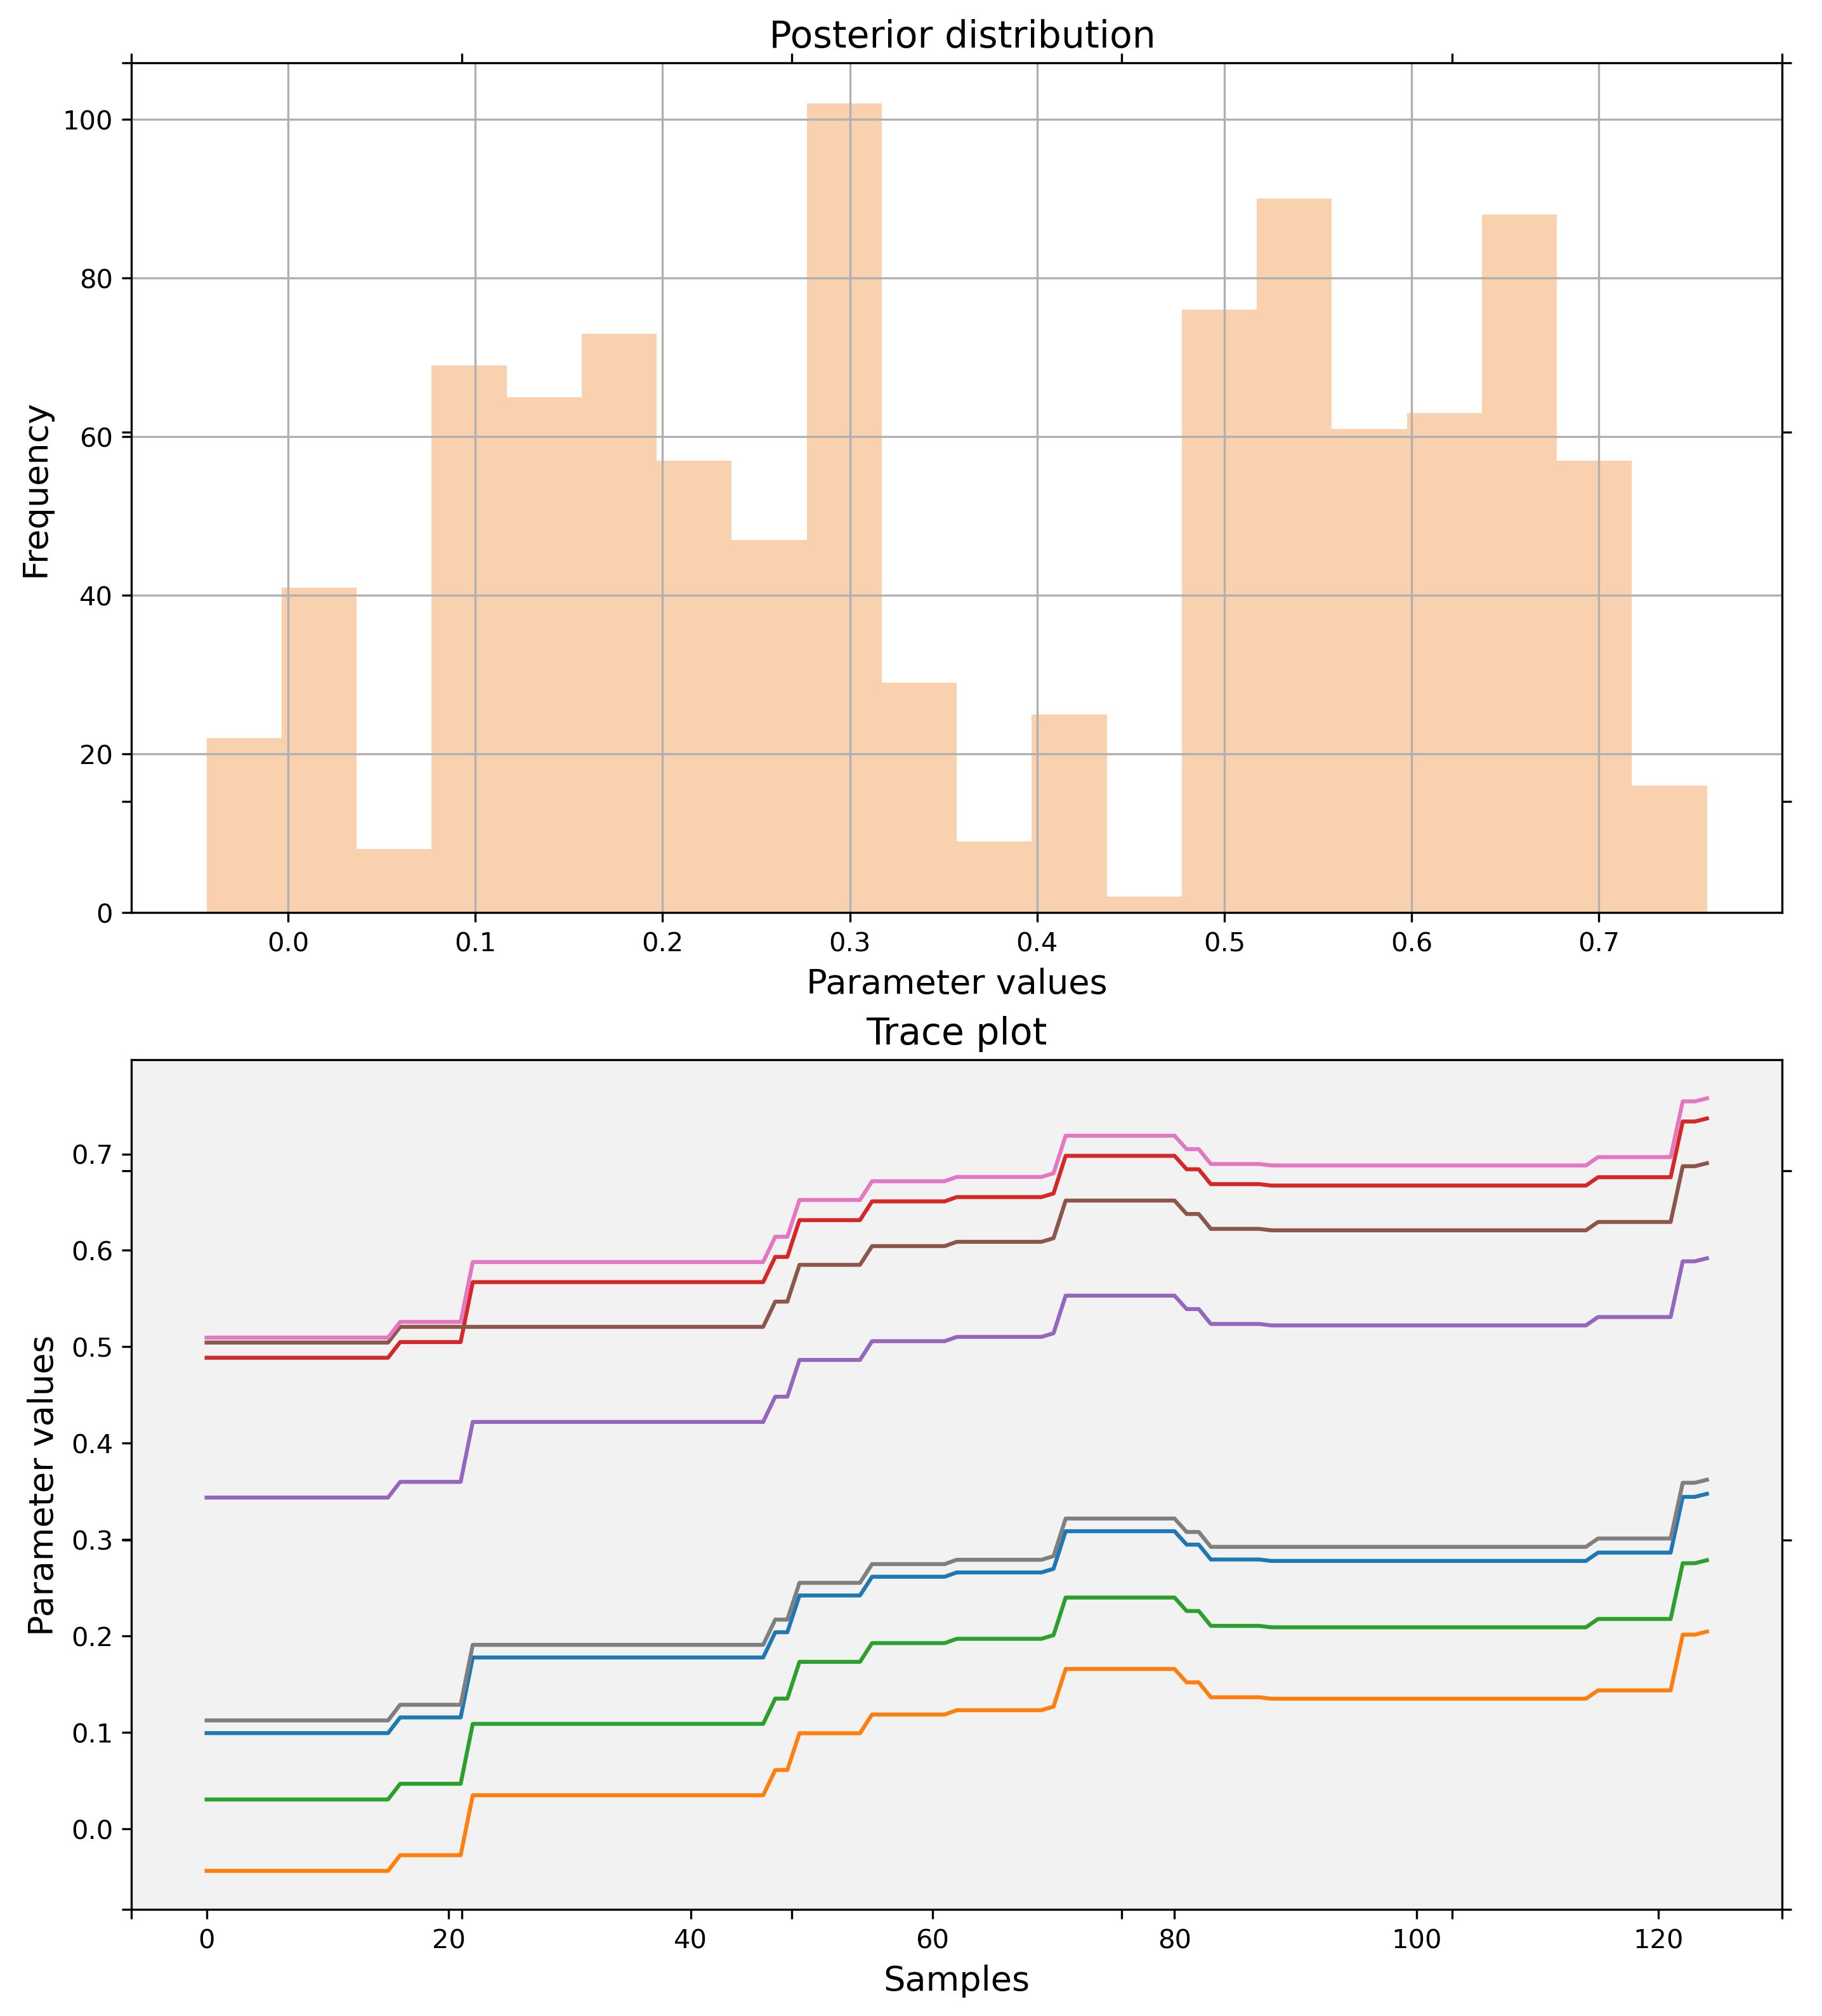 Posterior distribution
100
80
60
40
20
0
Frequency
0.0 0.1 0.2 0.3 0.4 0.5 0.6 0.7
Parameter values
Trace plot
0.7
0.6
0.5
0.4
0.3
0.2
0.1
0.0
Parameter values
0 20 40 60 80 100 120
Samples